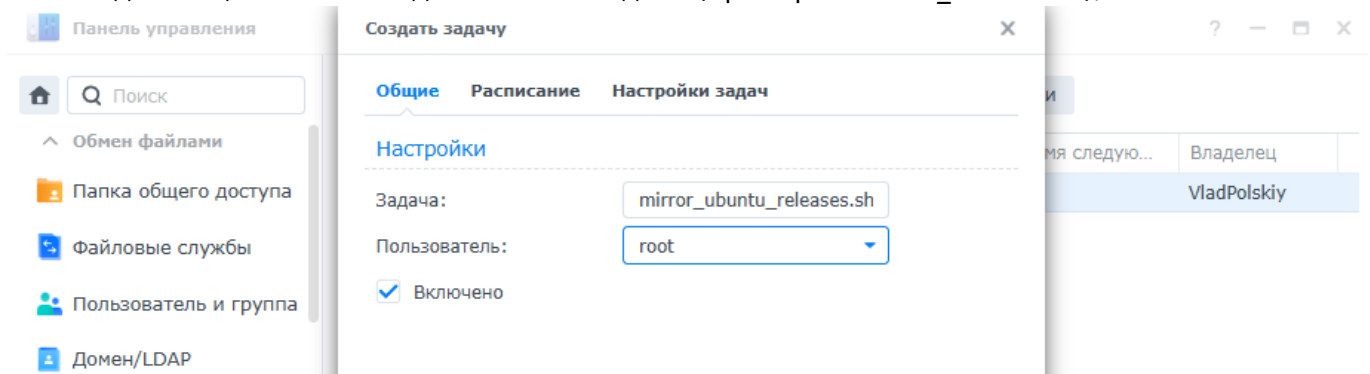 Панель управления
Создать задачу
Поиск
Общие Расписание Настройки задач
и
Обмен файлами
Настройки
мя следую... Владелец
Папка общего доступа
Задача: mirror_ubuntu_releases.sh
VladPolskiy
Файловые службы
Пользователь: root
Пользователь и группа
Включено
Домен/LDAP